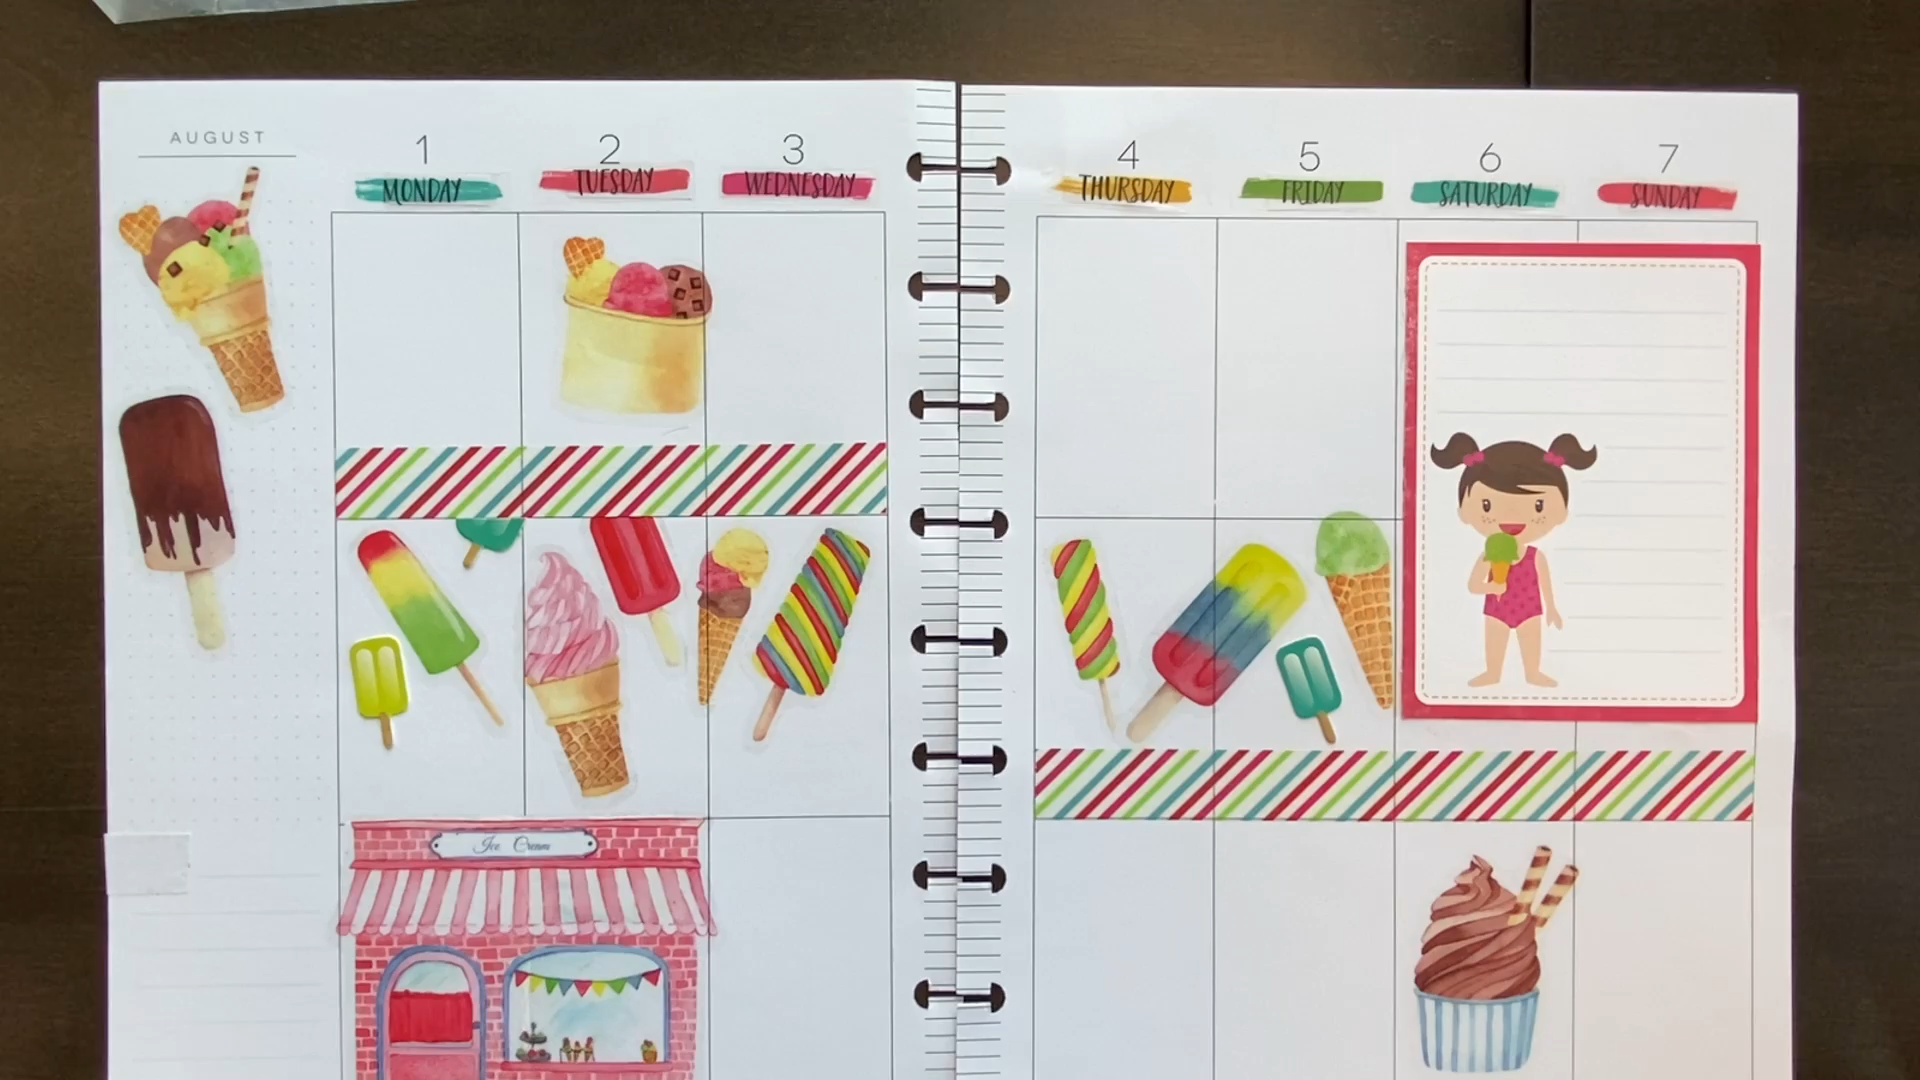 AUGUST
1 2 3 4 5 6 7
MONDAY TUESDAY WEDNESDAY THURSDAY FRIDAY SATURDAY SUNDAY
Ice Cream